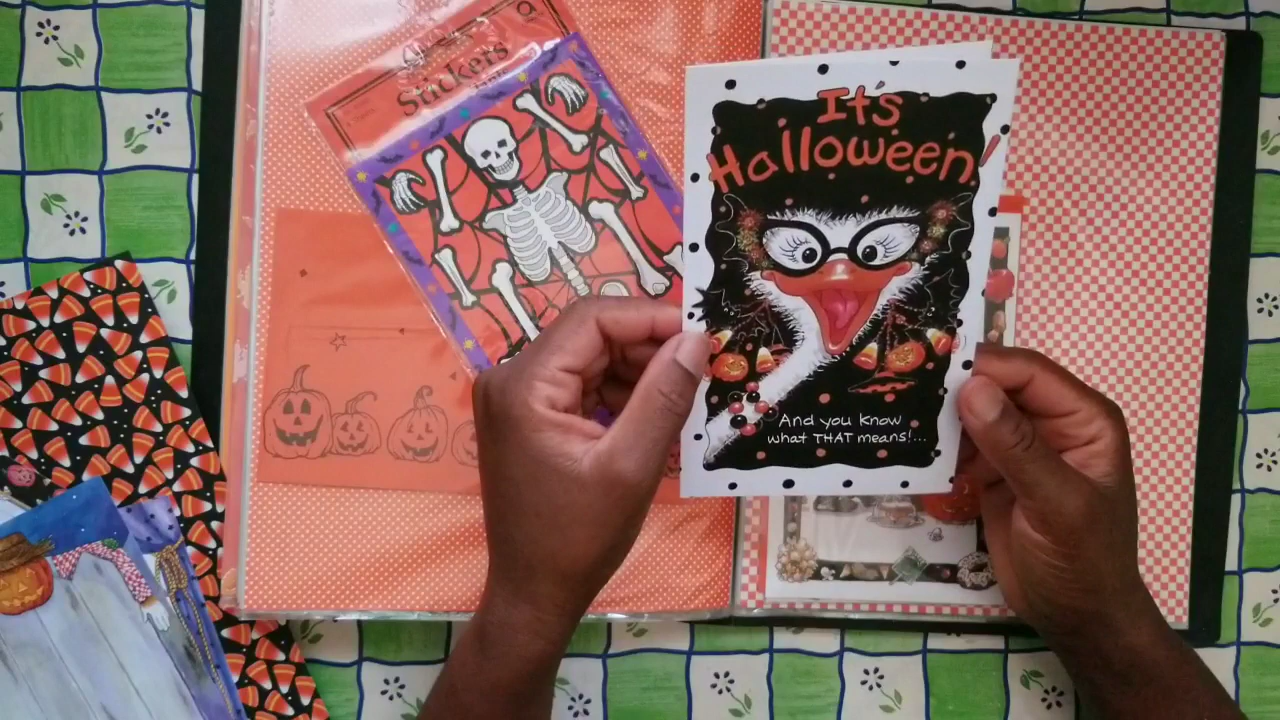 Stickers
It's
Halloween!
And you know
what THAT means!...